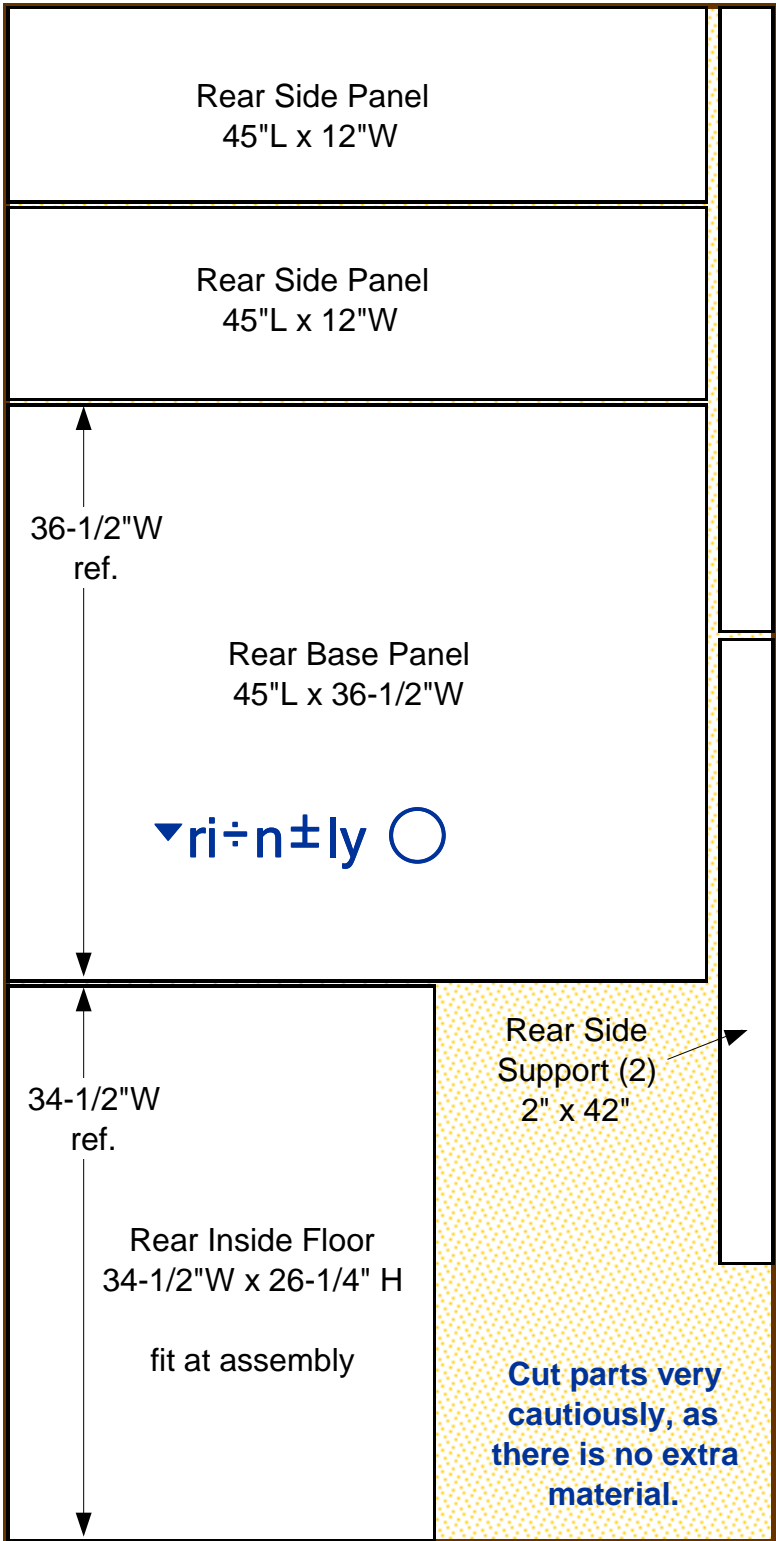 Rear Side Panel
45"L x 12"W
Rear Side Panel
45"L x 12"W
36-1/2"W
ref.
Rear Base Panel
45"L x 36-1/2"W
▼ri÷n±ly ◯
34-1/2"W
ref.
Rear Side
Support (2)
2" x 42"
Rear Inside Floor
34-1/2"W x 26-1/4" H
fit at assembly
Cut parts very
cautiously, as
there is no extra
material.